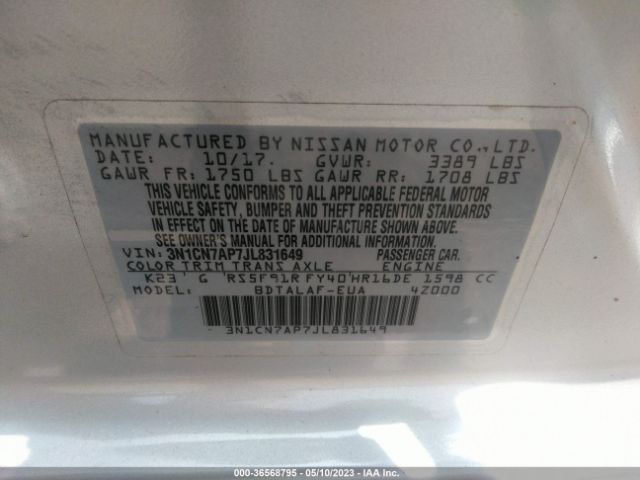 MANUFACTURED BY NISSAN MOTOR CO., LTD.
DATE: 10/17. GVWR: 3389 LBS
GAWR FR: 1750 LBS GAWR RR: 1708 LBS
THIS VEHICLE CONFORMS TO ALL APPLICABLE FEDERAL MOTOR
VEHICLE SAFETY, BUMPER AND THEFT PREVENTION STANDARDS
IN EFFECT ON THE DATE OF MANUFACTURE SHOWN ABOVE.
SEE OWNER'S MANUAL FOR ADDITIONAL INFORMATION.
VIN: 3N1CN7AP7JL831649 PASSENGER CAR.
COLOR TRIM TRANS AXLE ENGINE
K23' G 'RS5F91R FY40'HR16DE 1598 CC
MODEL: BDTALAF-EUA 4Z000
3N1CN7AP7JL831649
000-36568795 - 05/10/2023 - IAA Inc.